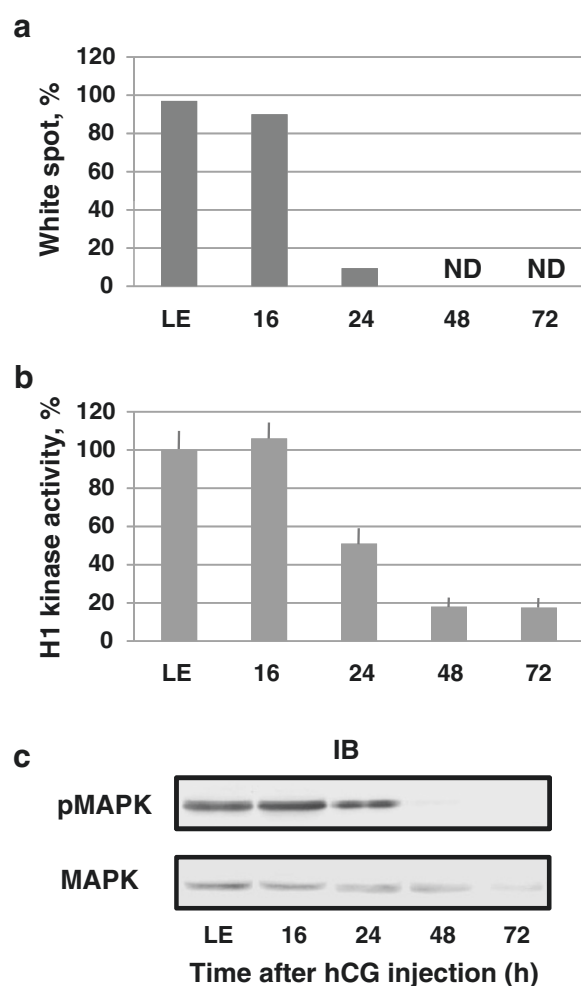 a
White spot, %
120
100
80
60
40
20
0
ND ND
LE 16 24 48 72
b
H1 kinase activity, %
120
100
80
60
40
20
0
LE 16 24 48 72
c
IB
pMAPK
MAPK
LE 16 24 48 72
Time after hCG injection (h)